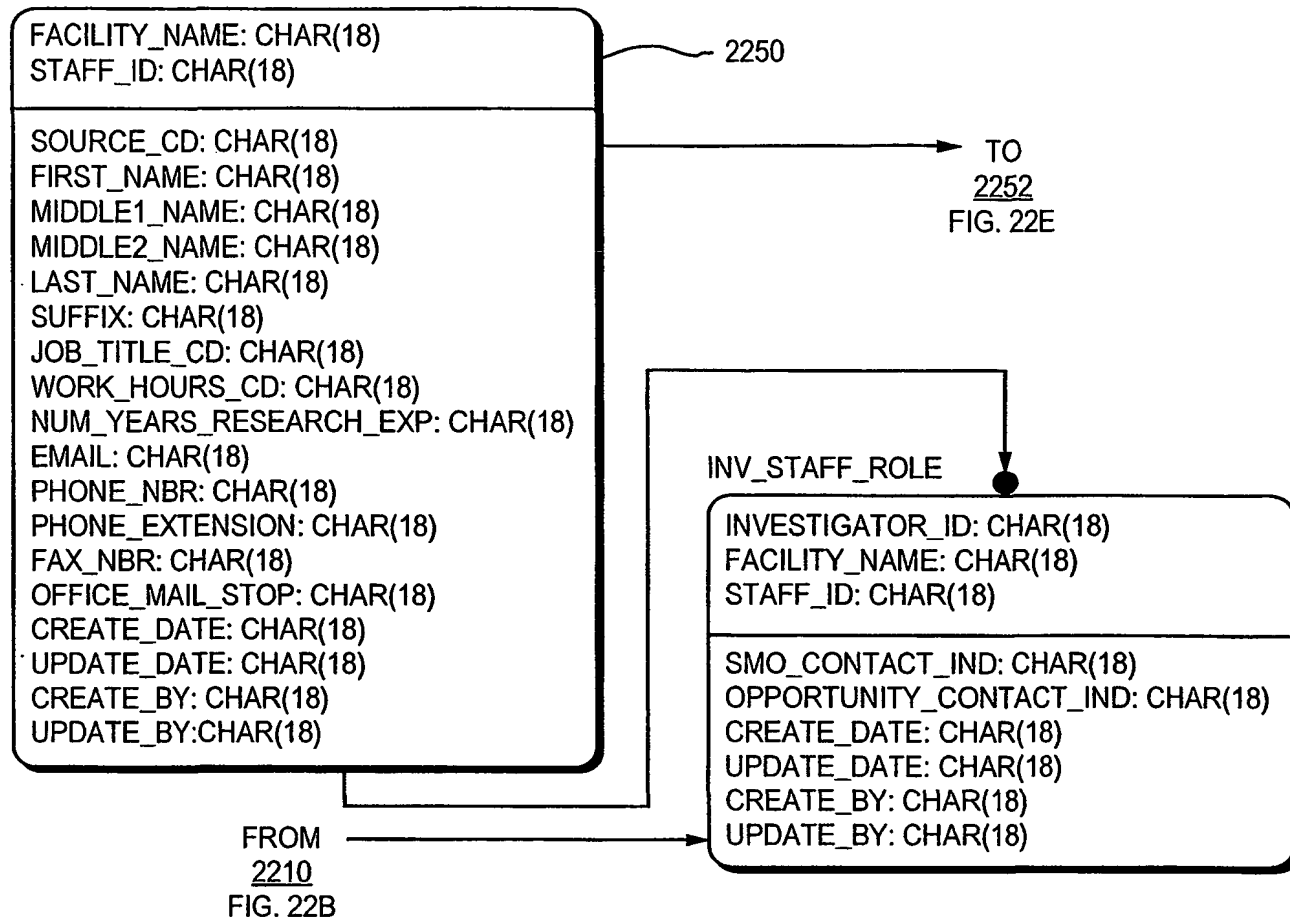 FACILITY_NAME: CHAR(18)
STAFF_ID: CHAR(18)
2250
SOURCE_CD: CHAR(18)
FIRST_NAME: CHAR(18)
MIDDLE1_NAME: CHAR(18)
MIDDLE2_NAME: CHAR(18)
LAST_NAME: CHAR(18)
SUFFIX: CHAR(18)
JOB_TITLE_CD: CHAR(18)
WORK_HOURS_CD: CHAR(18)
NUM_YEARS_RESEARCH_EXP: CHAR(18)
EMAIL: CHAR(18)
PHONE_NBR: CHAR(18)
PHONE_EXTENSION: CHAR(18)
FAX_NBR: CHAR(18)
OFFICE_MAIL_STOP: CHAR(18)
CREATE_DATE: CHAR(18)
UPDATE_DATE: CHAR(18)
CREATE_BY: CHAR(18)
UPDATE_BY:CHAR(18)
TO
2252
FIG. 22E
INV_STAFF_ROLE
INVESTIGATOR_ID: CHAR(18)
FACILITY_NAME: CHAR(18)
STAFF_ID: CHAR(18)
SMO_CONTACT_IND: CHAR(18)
OPPORTUNITY_CONTACT_IND: CHAR(18)
CREATE_DATE: CHAR(18)
UPDATE_DATE: CHAR(18)
CREATE_BY: CHAR(18)
UPDATE_BY: CHAR(18)
FROM
2210
FIG. 22B